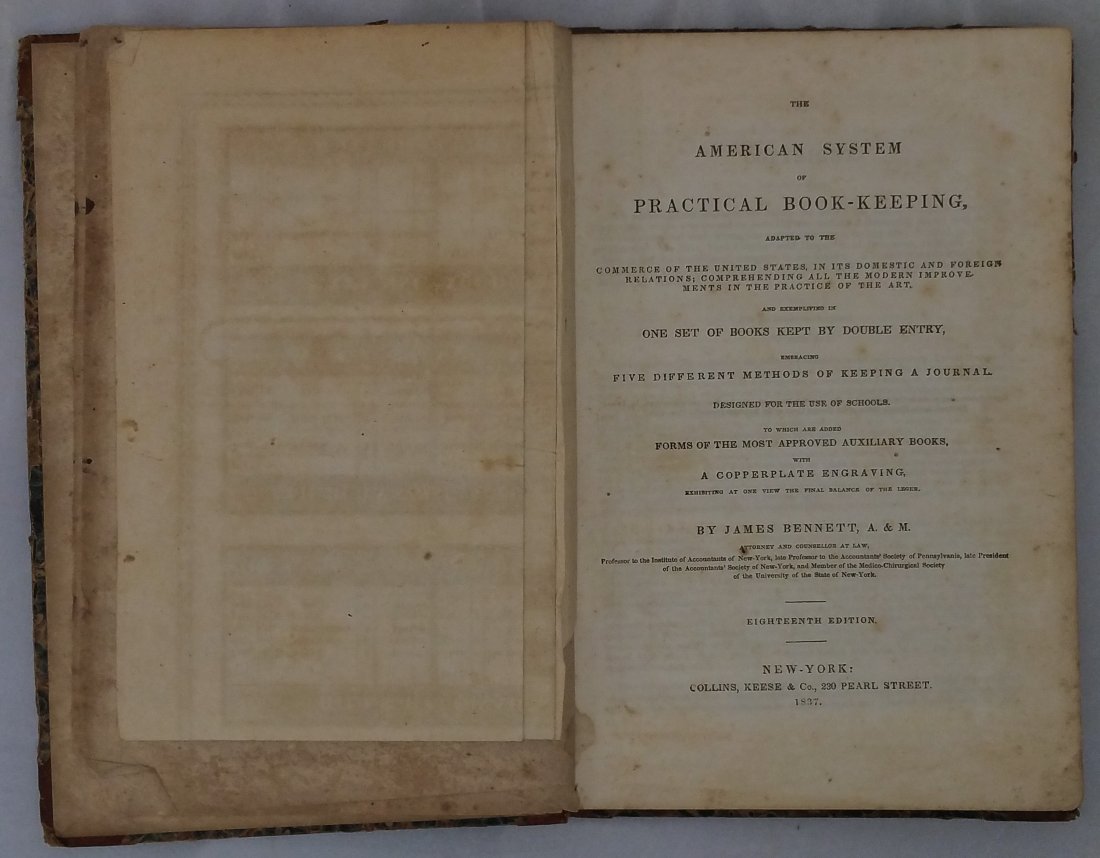 THE
AMERICAN SYSTEM
OF
PRACTICAL BOOK-KEEPING,
ADAPTED TO THE
COMMERCE OF THE UNITED STATES, IN ITS DOMESTIC AND FOREIGN
RELATIONS; COMPREHENDING ALL THE MODERN IMPROVE-
MENTS IN THE PRACTICE OF THE ART.
AND EXEMPLIFIED IN
ONE SET OF BOOKS KEPT BY DOUBLE ENTRY,
EMBRACING
FIVE DIFFERENT METHODS OF KEEPING A JOURNAL.
DESIGNED FOR THE USE OF SCHOOLS.
TO WHICH ARE ADDED
FORMS OF THE MOST APPROVED AUXILIARY BOOKS,
WITH
A COPPERPLATE ENGRAVING,
EXHIBITING AT ONE VIEW THE FINAL BALANCE OF THE LEGER.
BY JAMES BENNETT, A. & M.
ATTORNEY AND COUNSELLOR AT LAW,
Professor to the Institute of Accountants of New-York, late Professor to the Accountants' Society of Pennsylvania, late President
of the Accountants' Society of New-York, and Member of the Medico-Chirurgical Society
of the University of the State of New-York.
EIGHTEENTH EDITION.
NEW-YORK:
COLLINS, KEESE & Co., 230 PEARL STREET.
1837.